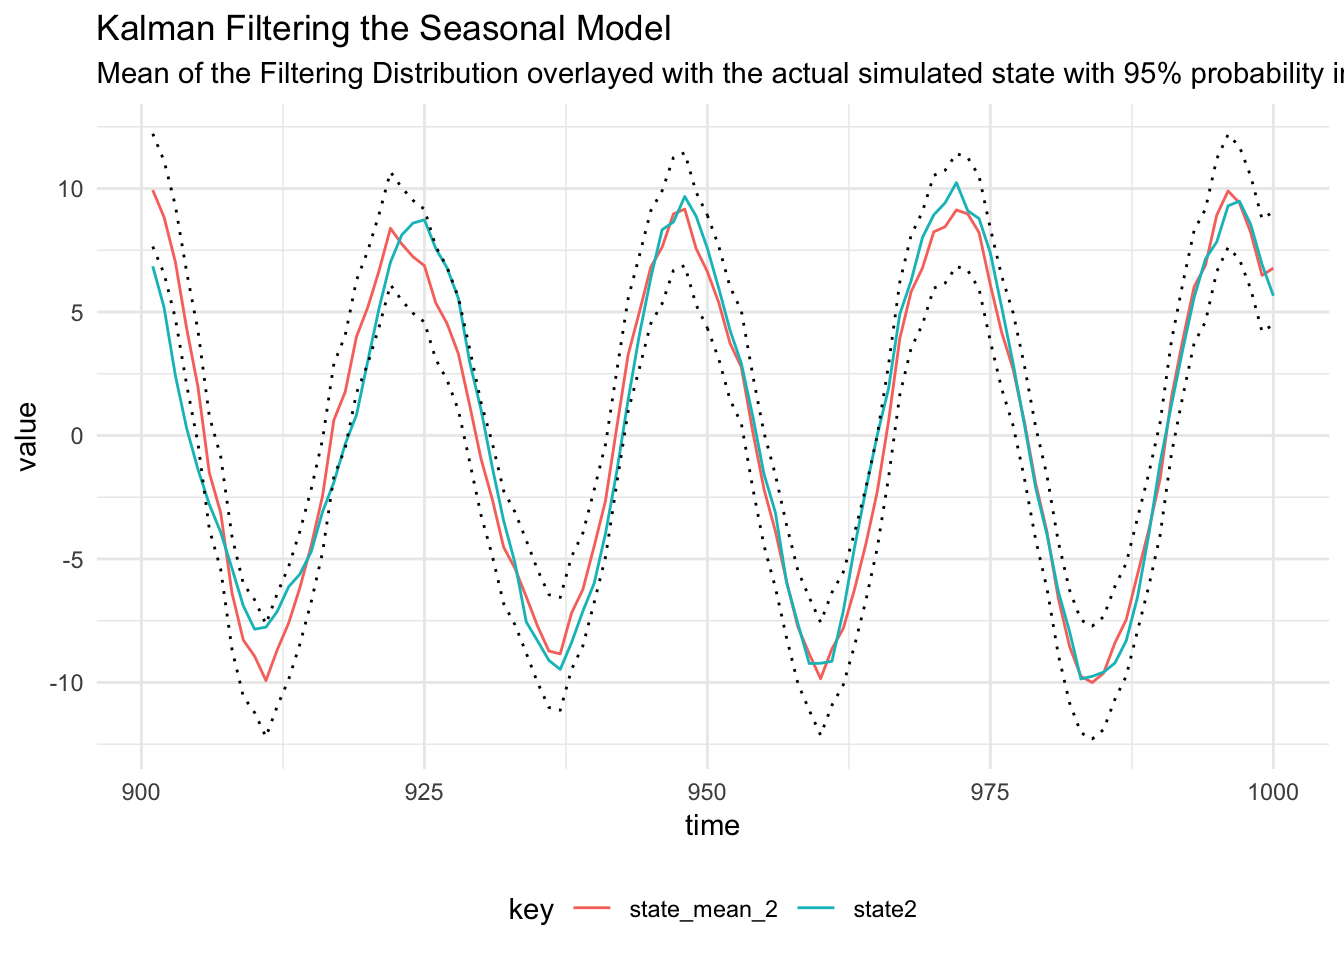 Kalman Filtering the Seasonal Model
Mean of the Filtering Distribution overlayed with the actual simulated state with 95% probability
value
10
5
0
-5
-10
900 925 950 975 1000
time
key state_mean_2 state2